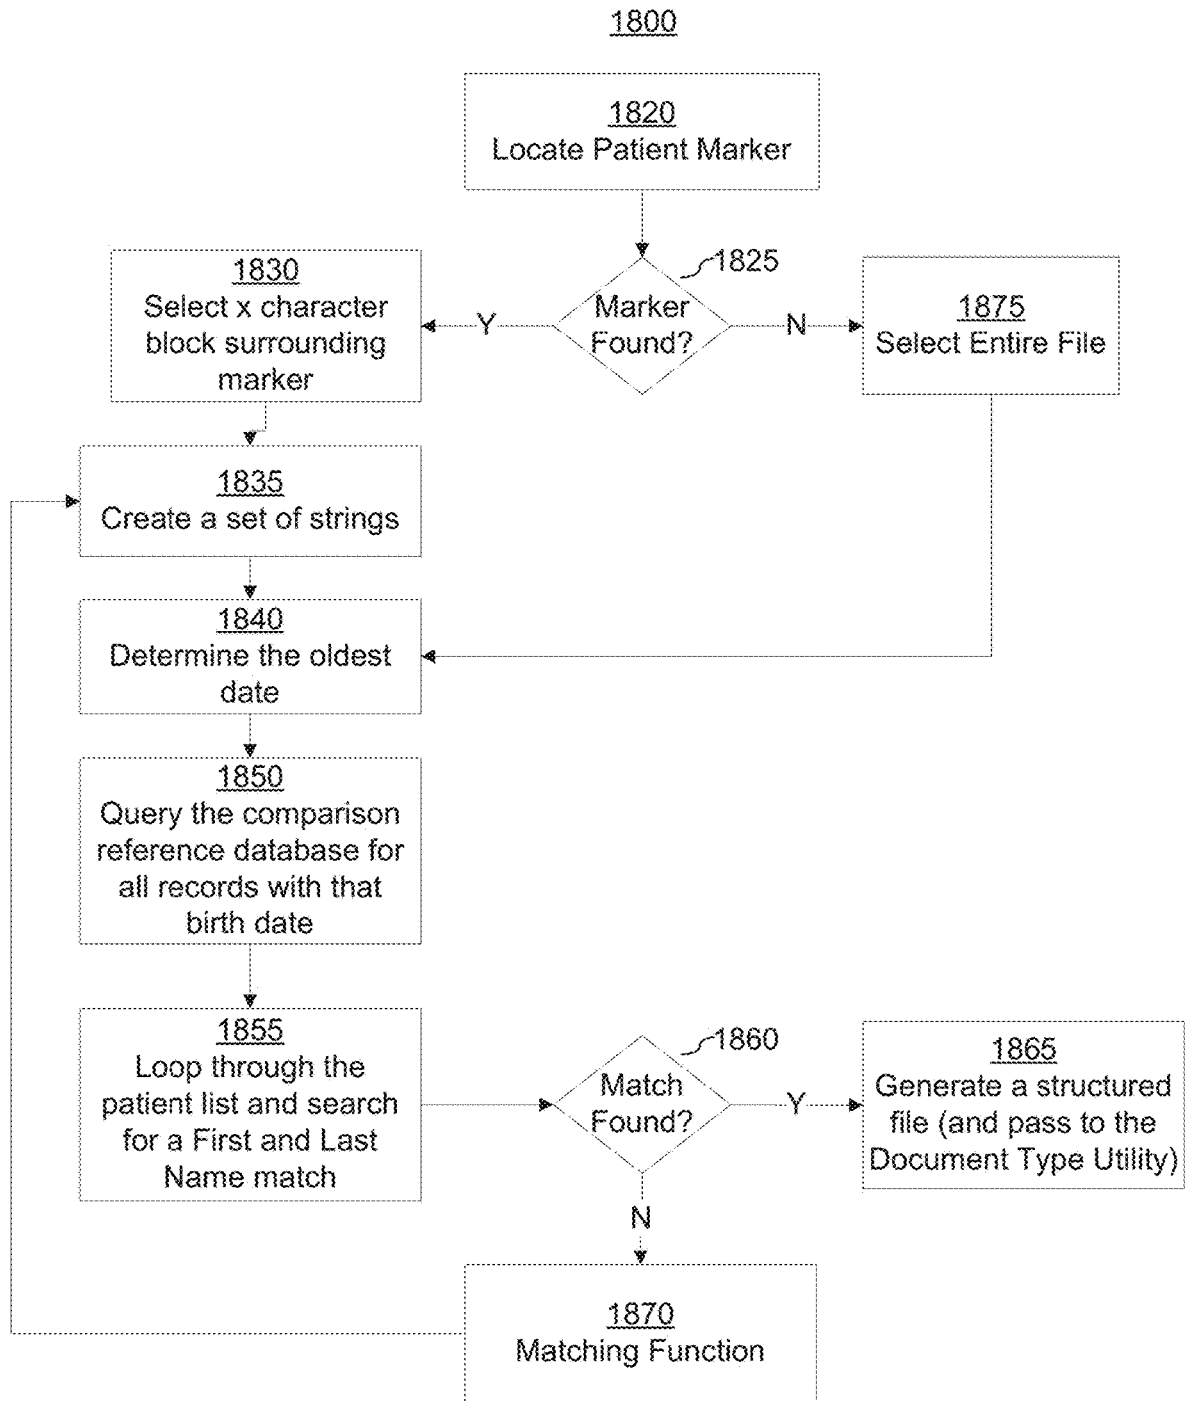 1800
1820
Locate Patient Marker
1825
Marker
Found?
Y
N
1830
Select x character
block surrounding
marker
1875
Select Entire File
1835
Create a set of strings
1840
Determine the oldest
date
1850
Query the comparison
reference database for
all records with that
birth date
1855
Loop through the
patient list and search
for a First and Last
Name match
1860
Match
Found?
Y
1865
Generate a structured
file (and pass to the
Document Type Utility)
N
1870
Matching Function